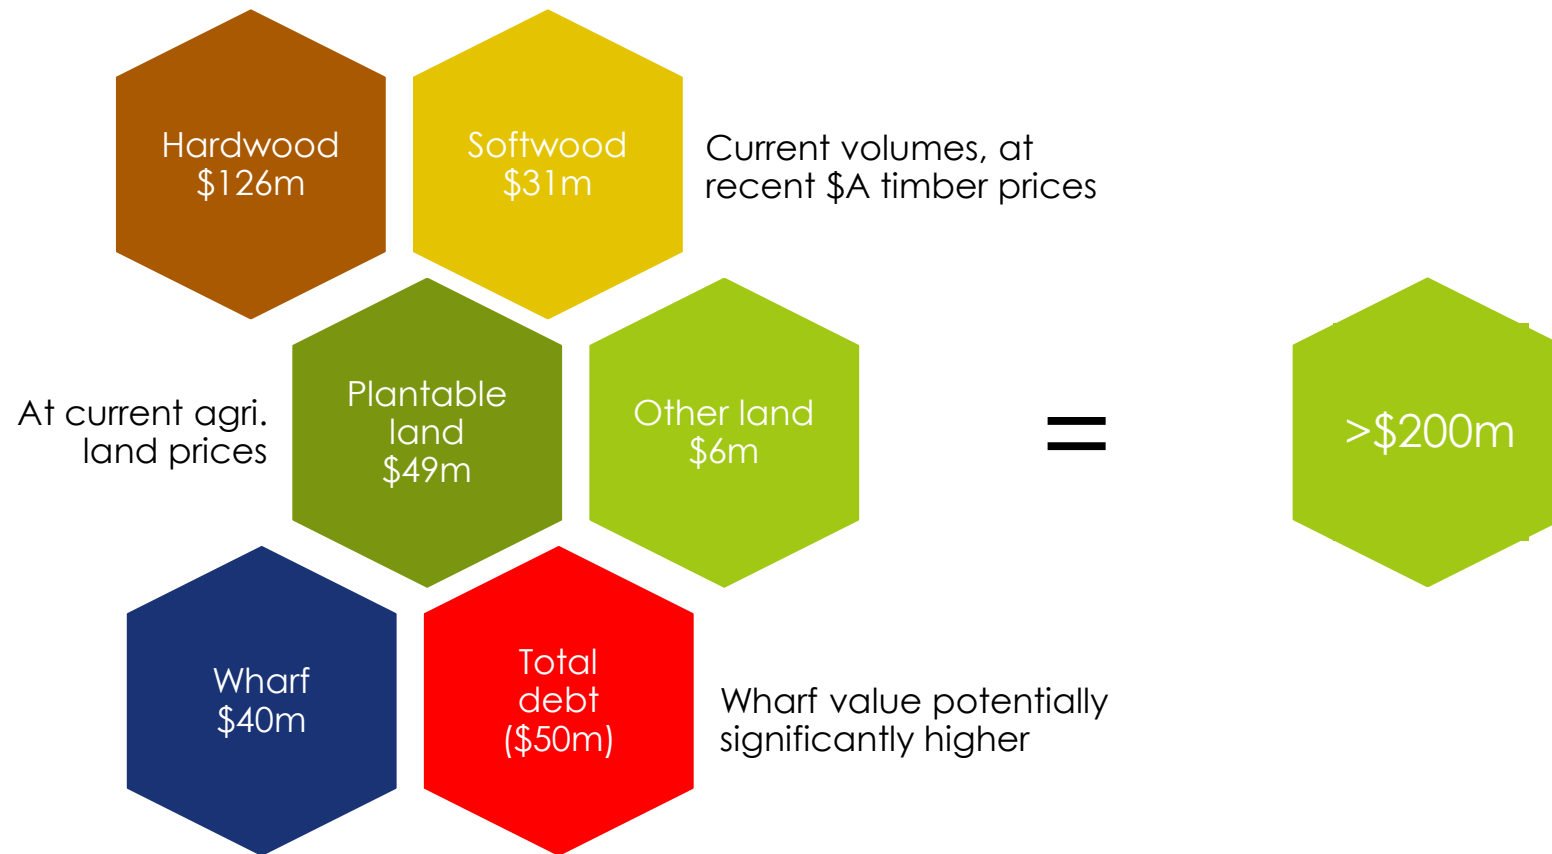 Hardwood
$126m
Softwood
$31m
Current volumes, at
recent $A timber prices
At current agri.
land prices
Plantable
land
$49m
Other land
$6m
=
>$200m
Wharf
$40m
Total
debt
($50m)
Wharf value potentially
significantly higher